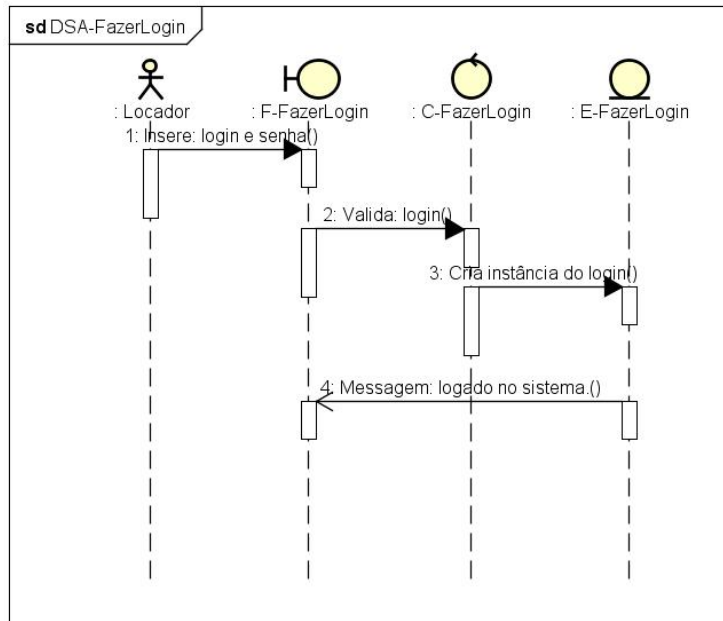 sd DSA-FazerLogin
: Locador
: F-FazerLogin
: C-FazerLogin
: E-FazerLogin
1: Insere: login e senha()
2: Valida: login()
3: Cria instância do login()
4: Messagem: logado no sistema.()